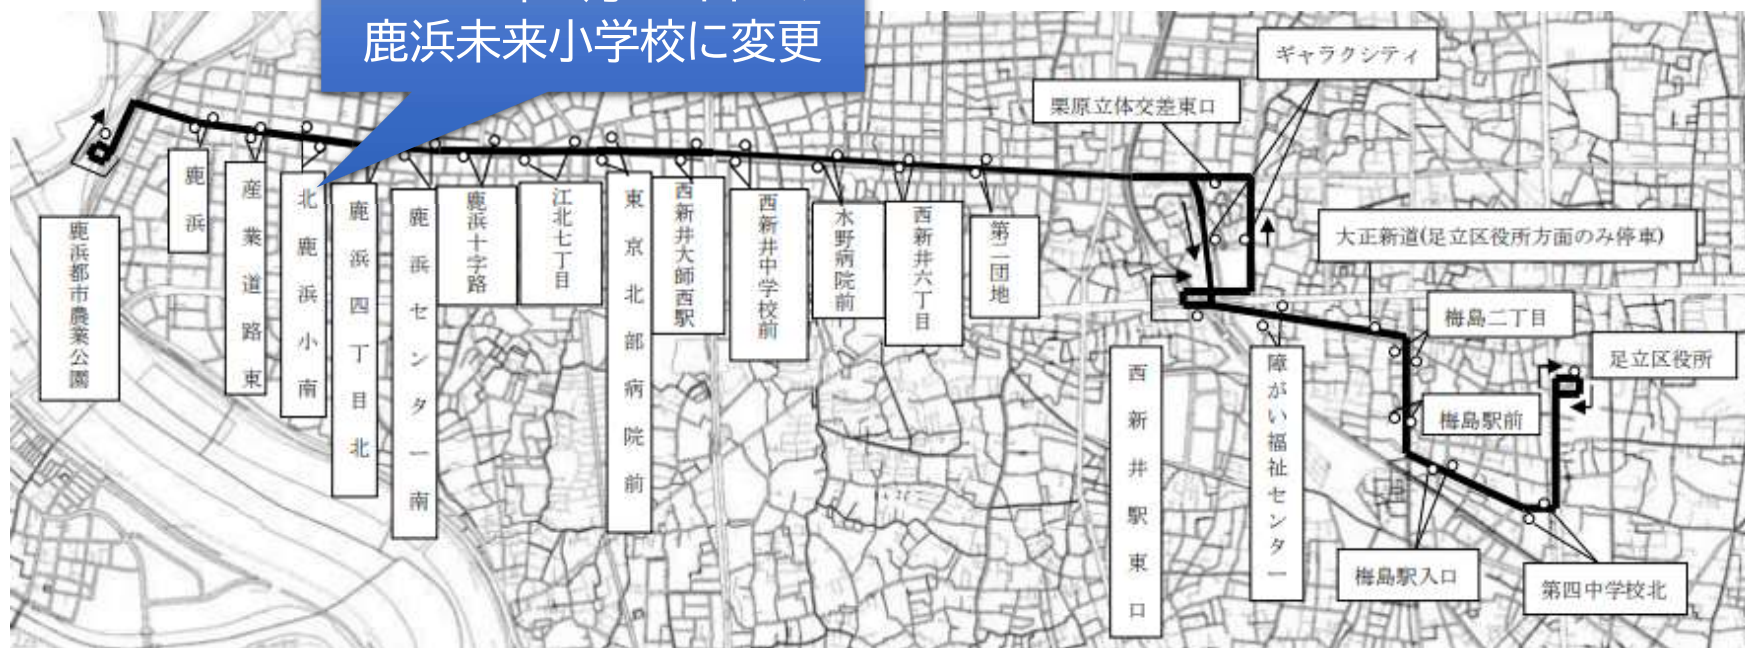 鹿浜未来小学校に変更
ギャラクシティ
栗原立体交差東口
鹿浜都市農業公園
鹿浜
産業道路東
北鹿浜小南
鹿浜四丁目北
鹿浜センター南
鹿浜十字路
江北七丁目
東京北部病院前
西新井大師西駅
西新井中学校前
水野病院前
西新井六丁目
第二団地
大正新道(足立区役所方面のみ停車)
梅島二丁目
足立区役所
梅島駅前
西新井駅東口
障がい福祉センター
梅島駅入口
第四中学校北